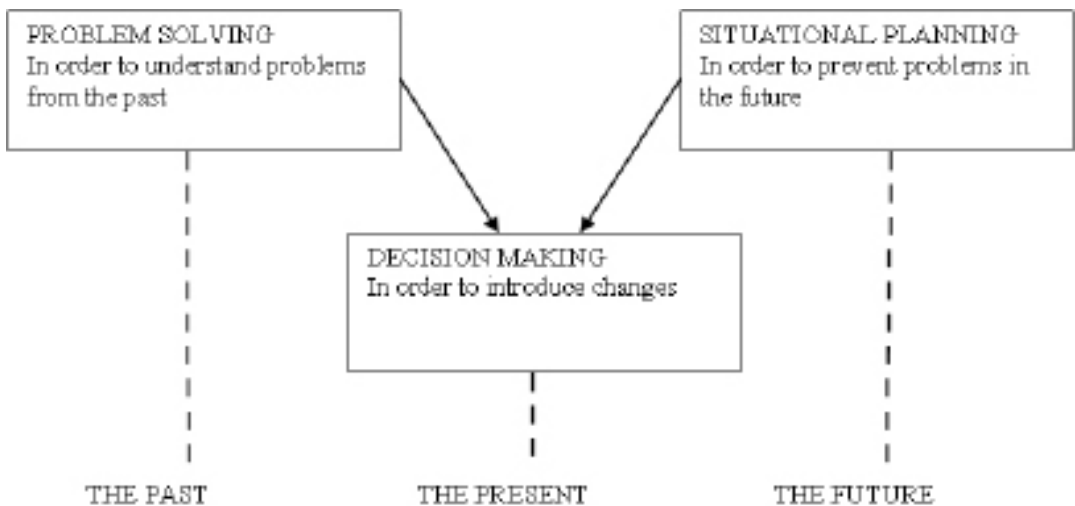 PROBLEM SOLVING
In order to understand problems
from the past
SITUATIONAL PLANNING
In order to prevent problems in
the future
DECISION MAKING
In order to introduce changes
THE PAST
THE PRESENT
THE FUTURE